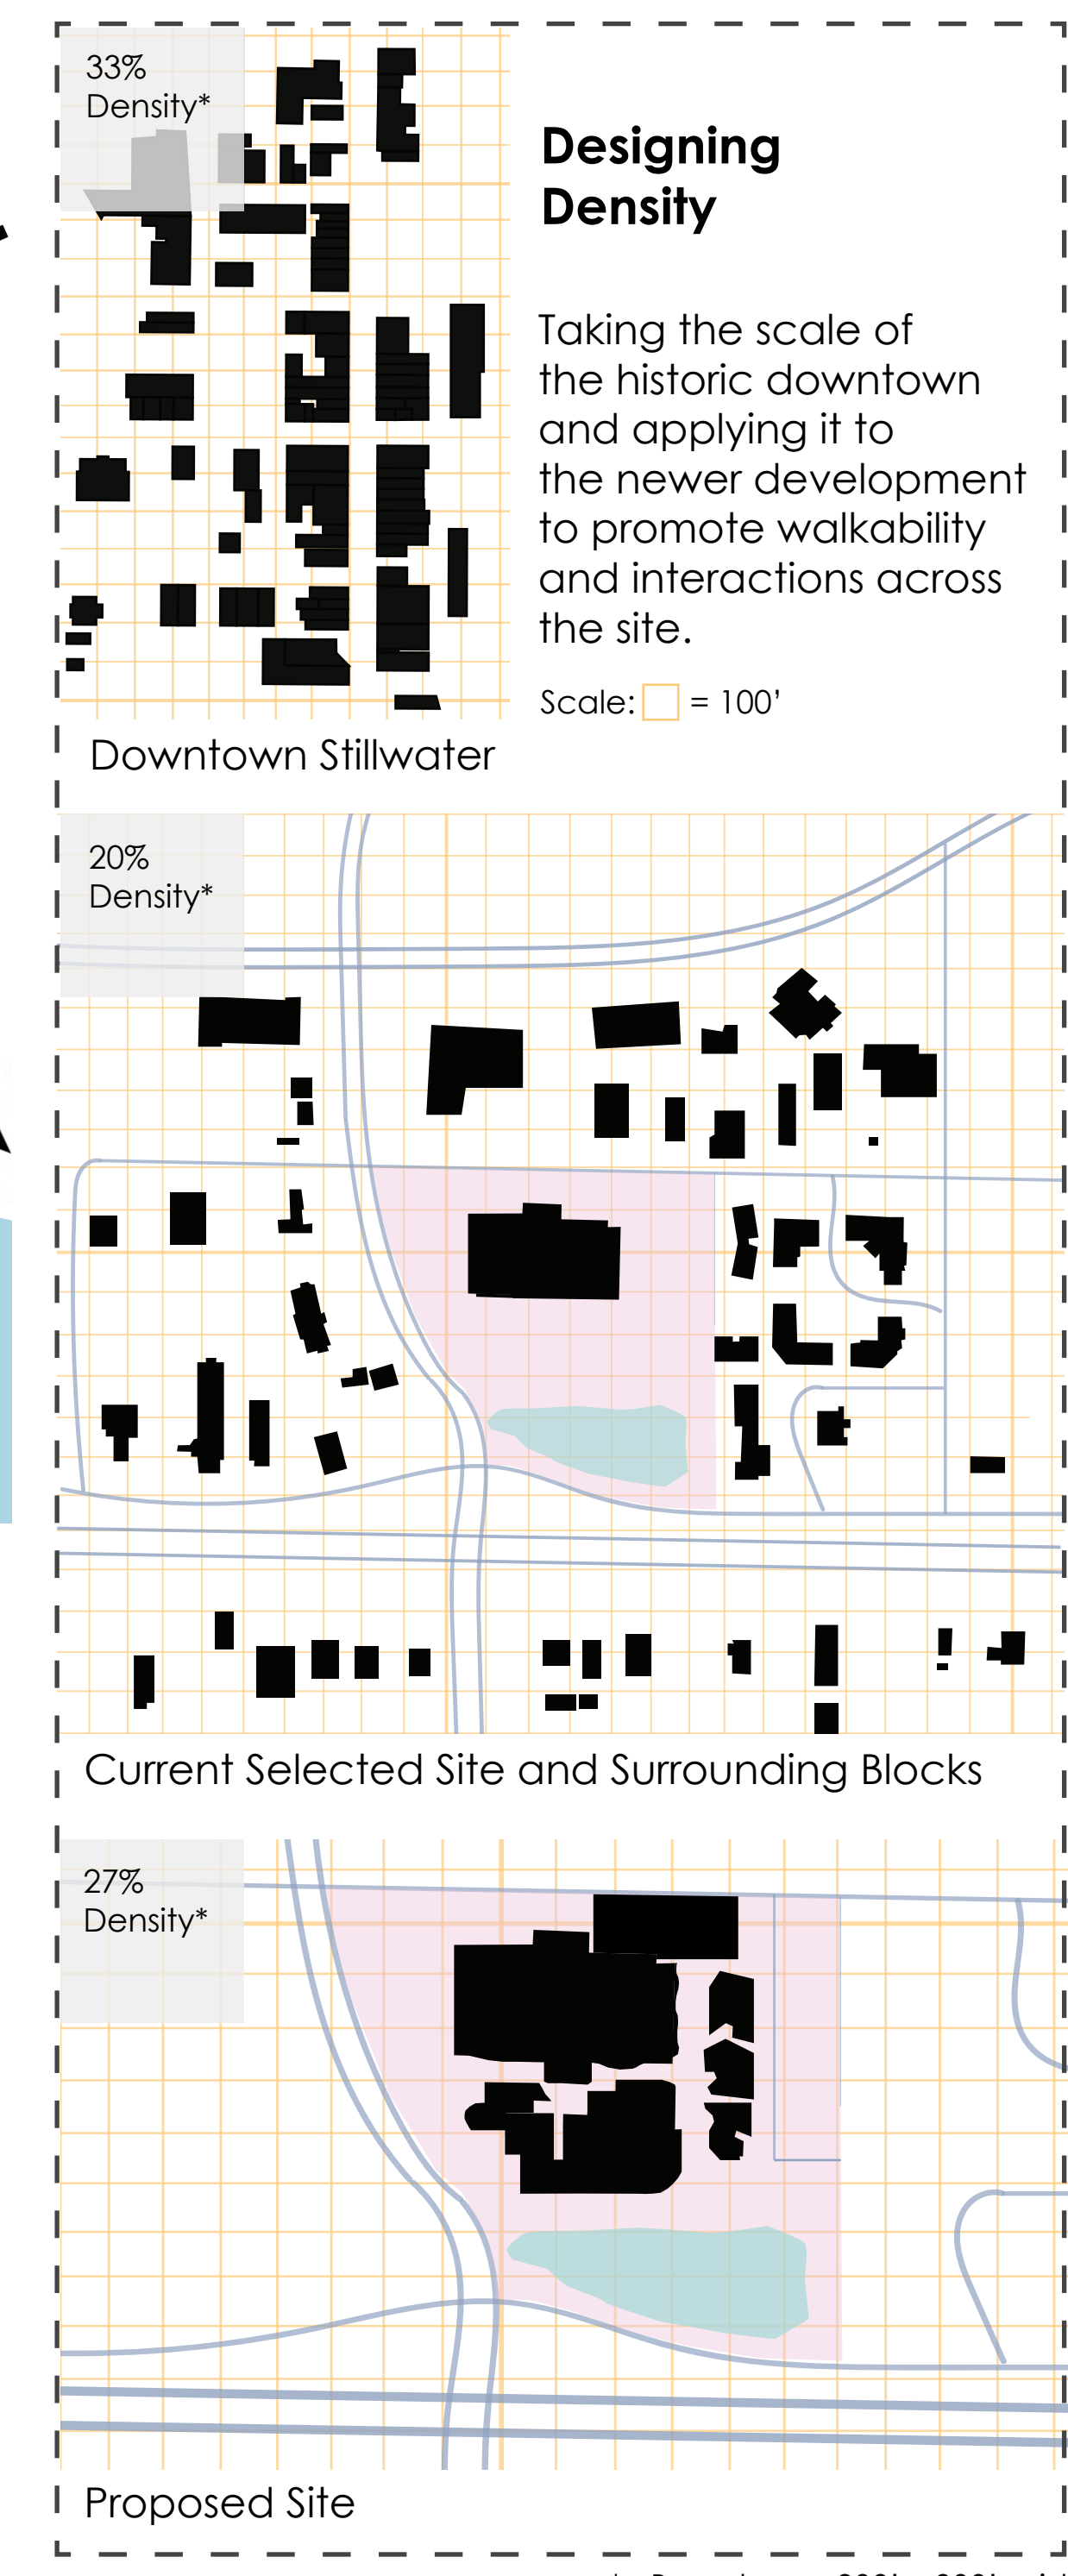 33%
Density*
Designing
Density
Taking the scale of
the historic downtown
and applying it to
the newer development
to promote walkability
and interactions across
the site.
Scale: = 100’
Downtown Stillwater
20%
Density*
Current Selected Site and Surrounding Blocks
27%
Density*
Proposed Site